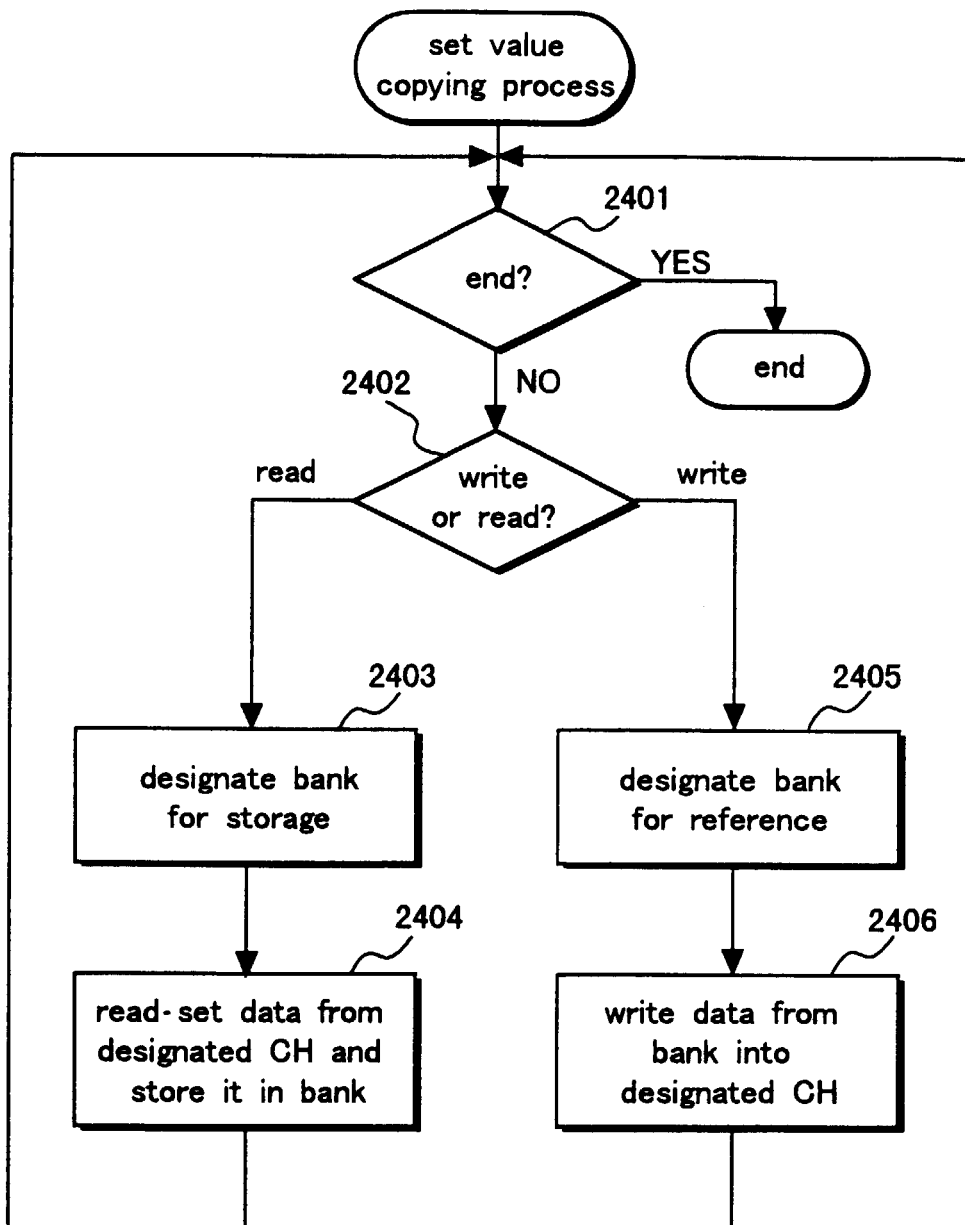 set value
copying process
2401
end?
YES
end
NO
2402
read
write
or read?
write
2403
designate bank
for storage
2405
designate bank
for reference
2404
read-set data from
designated CH and
store it in bank
2406
write data from
bank into
designated CH